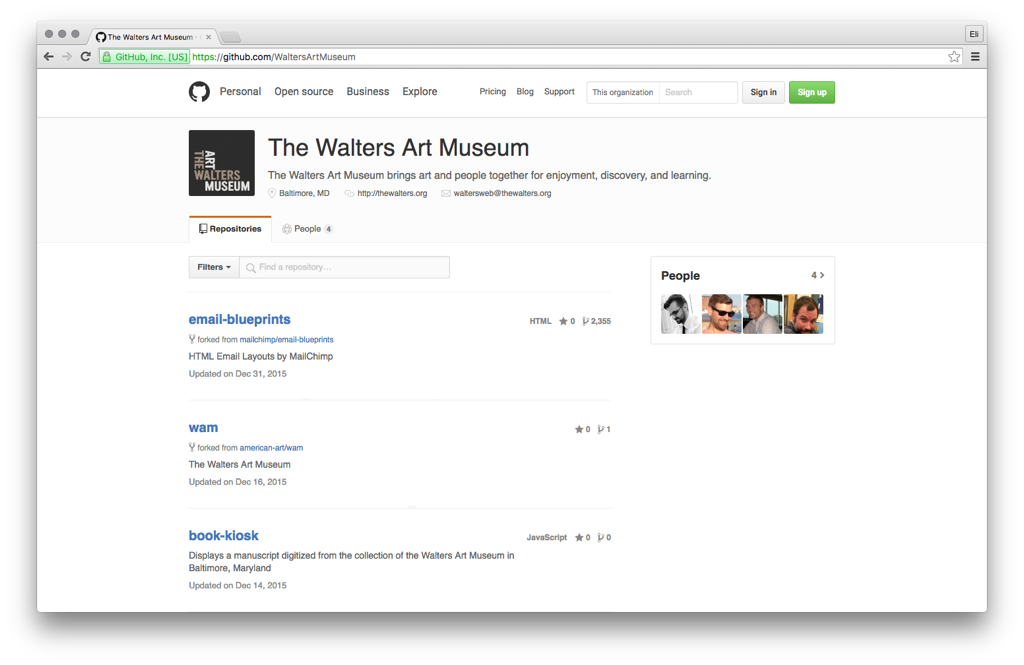 The Walters Art Museum
Eli
GitHub, Inc. [US] https://github.com/WaltersArtMuseum
Personal Open source Business Explore Pricing Blog Support This organization Search Sign in Sign up
THE WALTERS ART MUSEUM
The Walters Art Museum
The Walters Art Museum brings art and people together for enjoyment, discovery, and learning.
Baltimore, MD http://thewalters.org waltersweb@thewalters.org
Repositories People 4
Filters Find a repository...
People 4
email-blueprints HTML 0 2,355
forked from mailchimp/email-blueprints
HTML Email Layouts by MailChimp
Updated on Dec 31, 2015
wam 0 1
forked from american-art/wam
The Walters Art Museum
Updated on Dec 16, 2015
book-kiosk JavaScript 0 0
Displays a manuscript digitized from the collection of the Walters Art Museum in
Baltimore, Maryland
Updated on Dec 14, 2015